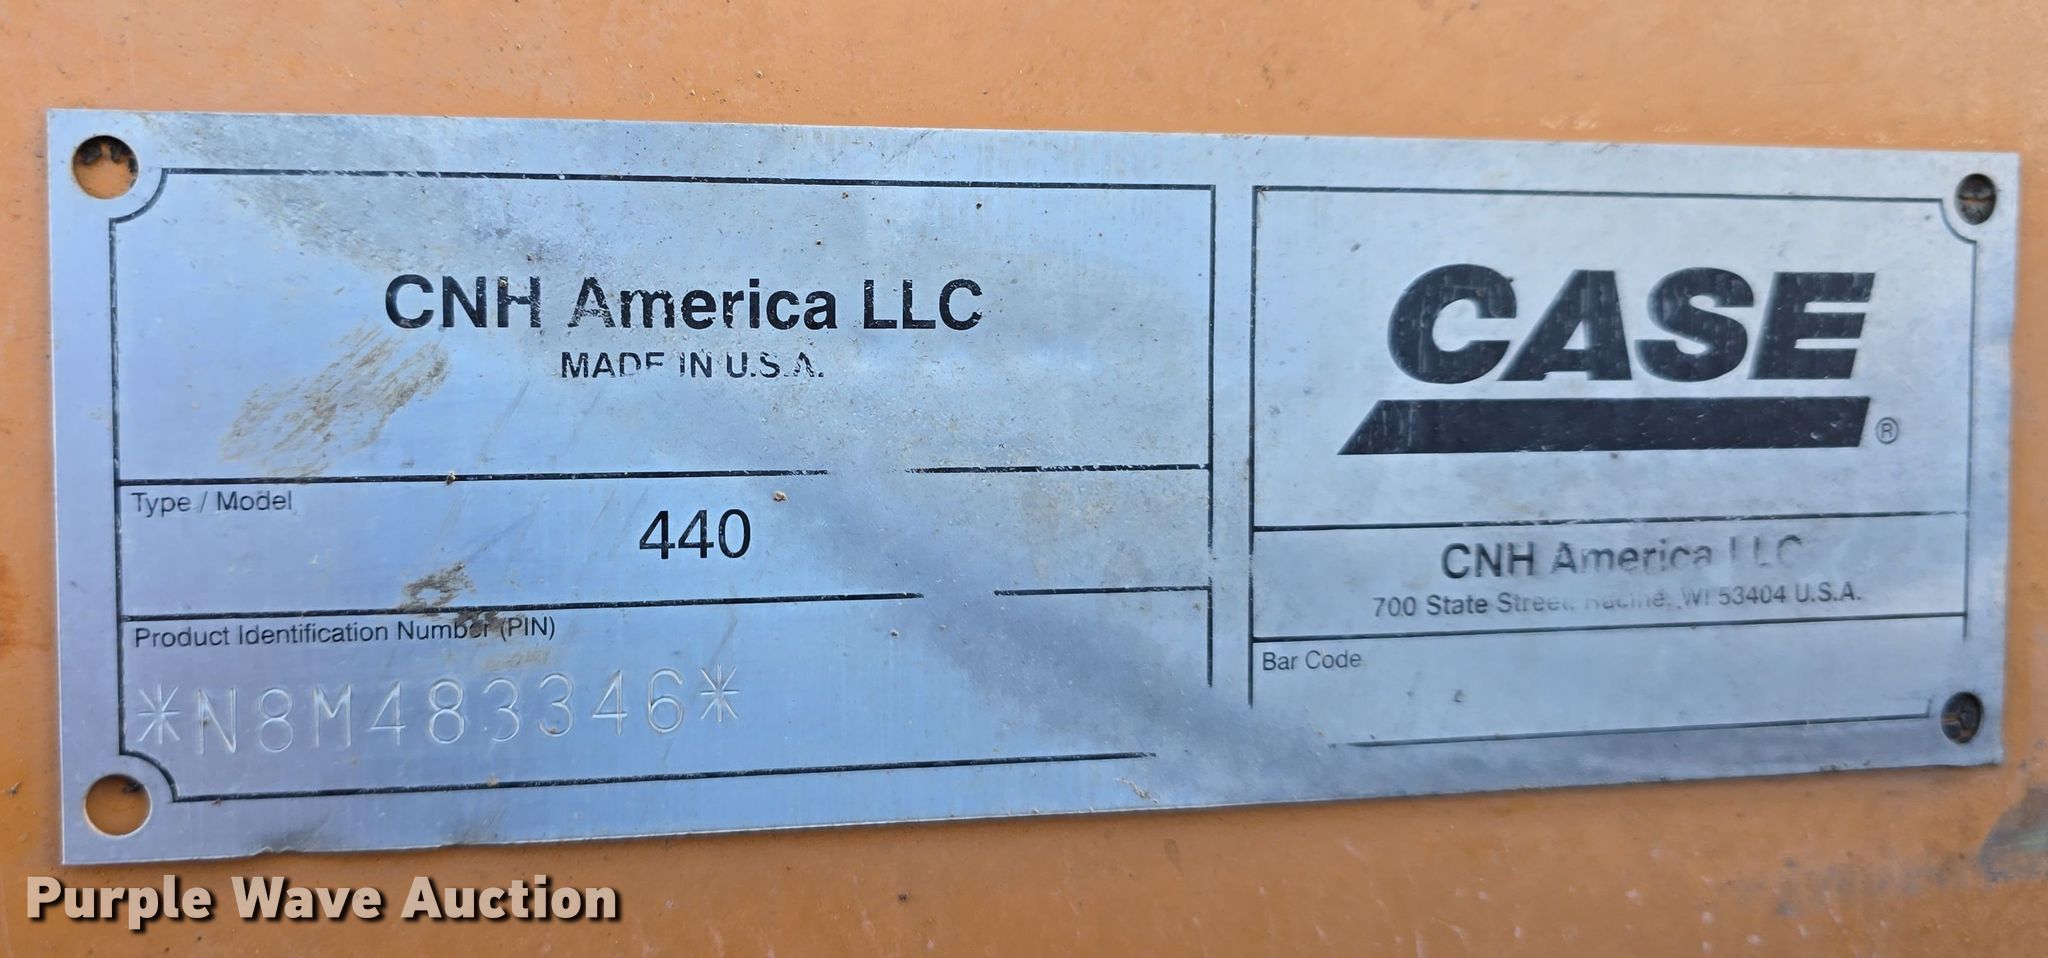 CNH America LLC
MADE IN U.S.A.
Type / Model
440
Product Identification Number (PIN)
*N8M483346*
CASE
®
CNH America LLC
700 State Street, Racine, WI 53404 U.S.A.
Bar Code
Purple Wave Auction